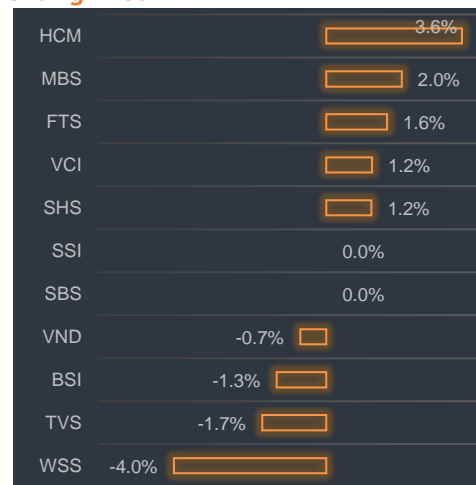 HCM 3.6%
MBS 2.0%
FTS 1.6%
VCI 1.2%
SHS 1.2%
SSI 0.0%
SBS 0.0%
VND -0.7%
BSI -1.3%
TVS -1.7%
WSS -4.0%